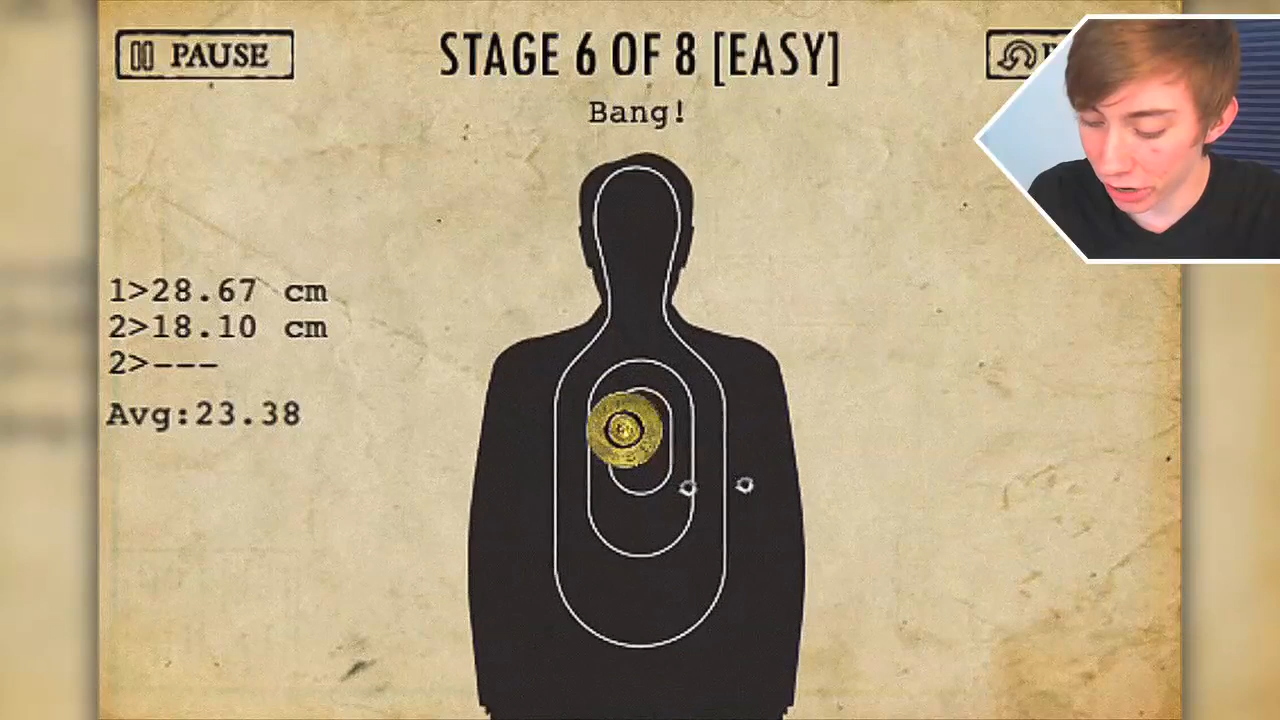 PAUSE
STAGE 6 OF 8 [EASY]
Bang!
1>28.67 cm
2>18.10 cm
2>---
Avg:23.38